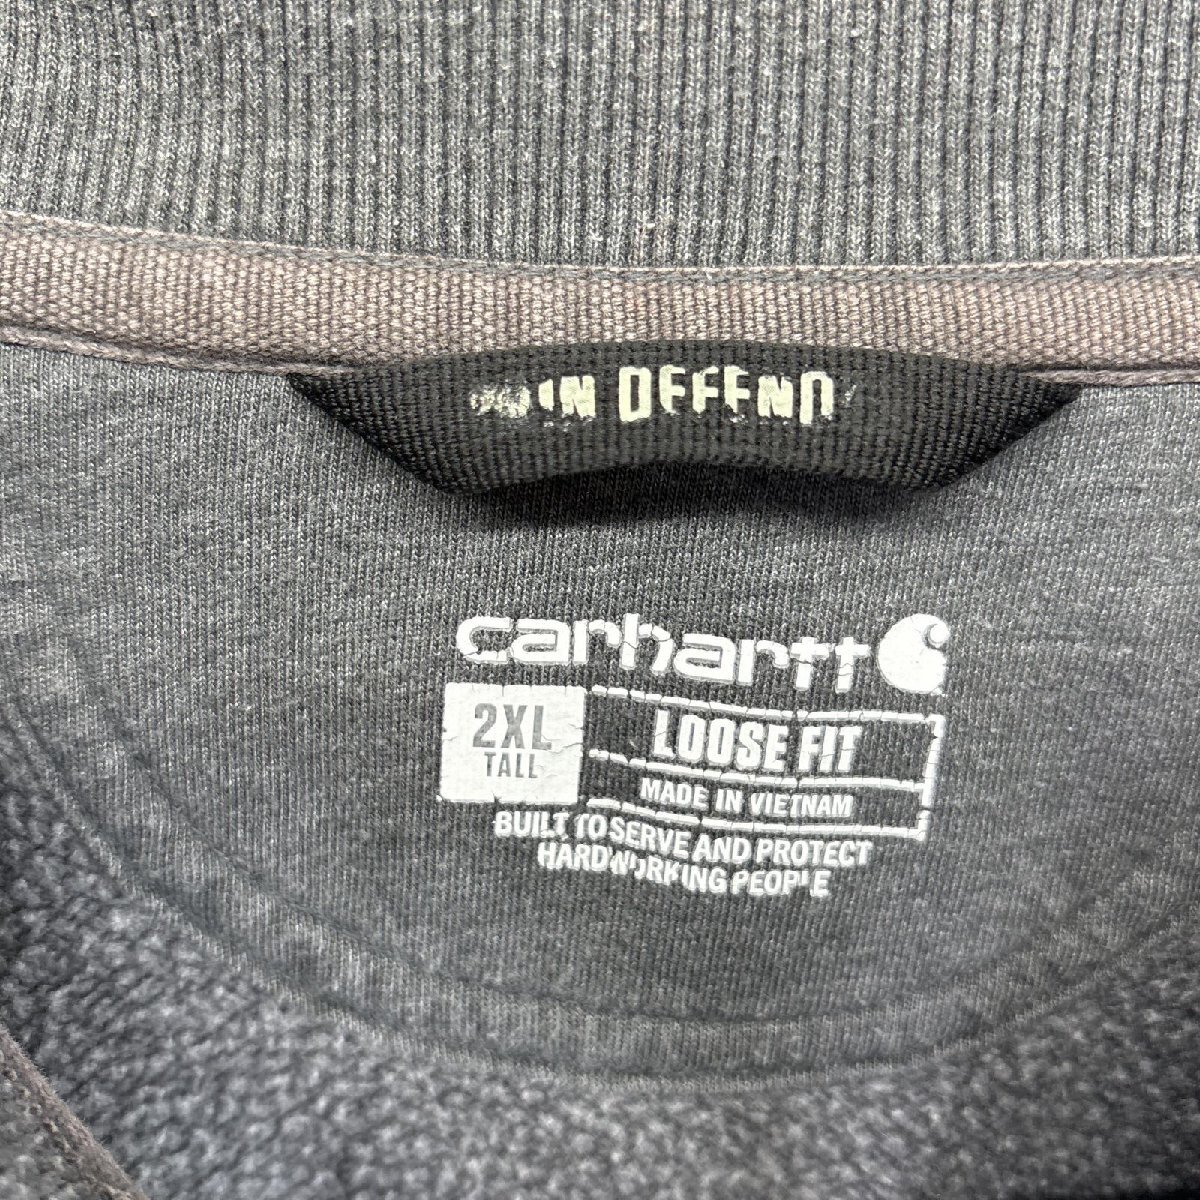 IN DEFEND
carhartt
2XL
TALL
LOOSE FIT
MADE IN VIETNAM
BUILT TO SERVE AND PROTECT
HARDWORKING PEOPLE